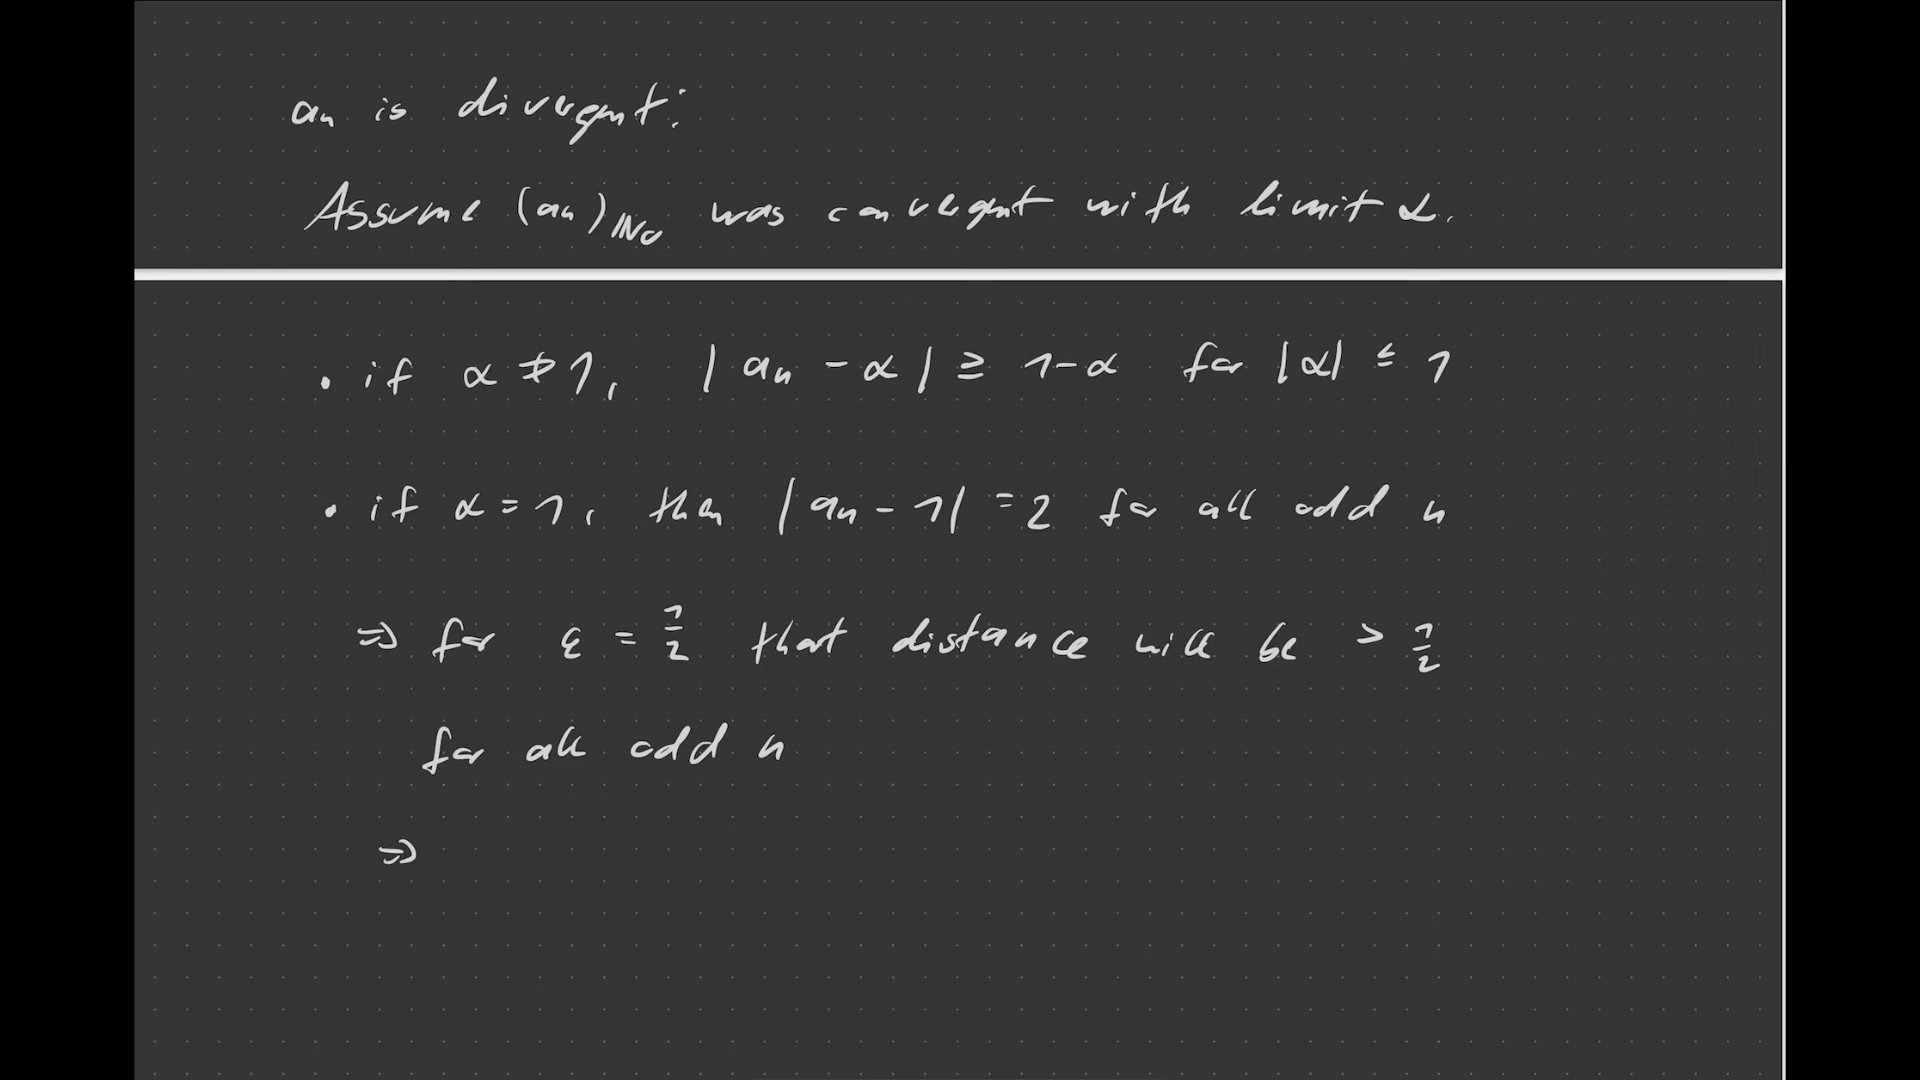 an is divergent:
Assume (an)ℕ₀ was convergent with limit α.
• if α ≠ 1, |an - α| ≥ 1-α for |α| ≤ 1
• if α = 1, then |an - 1| = 2 for all odd n
⇒ for ε = 1/2 that distance will be > 1/2
for all odd n
⇒